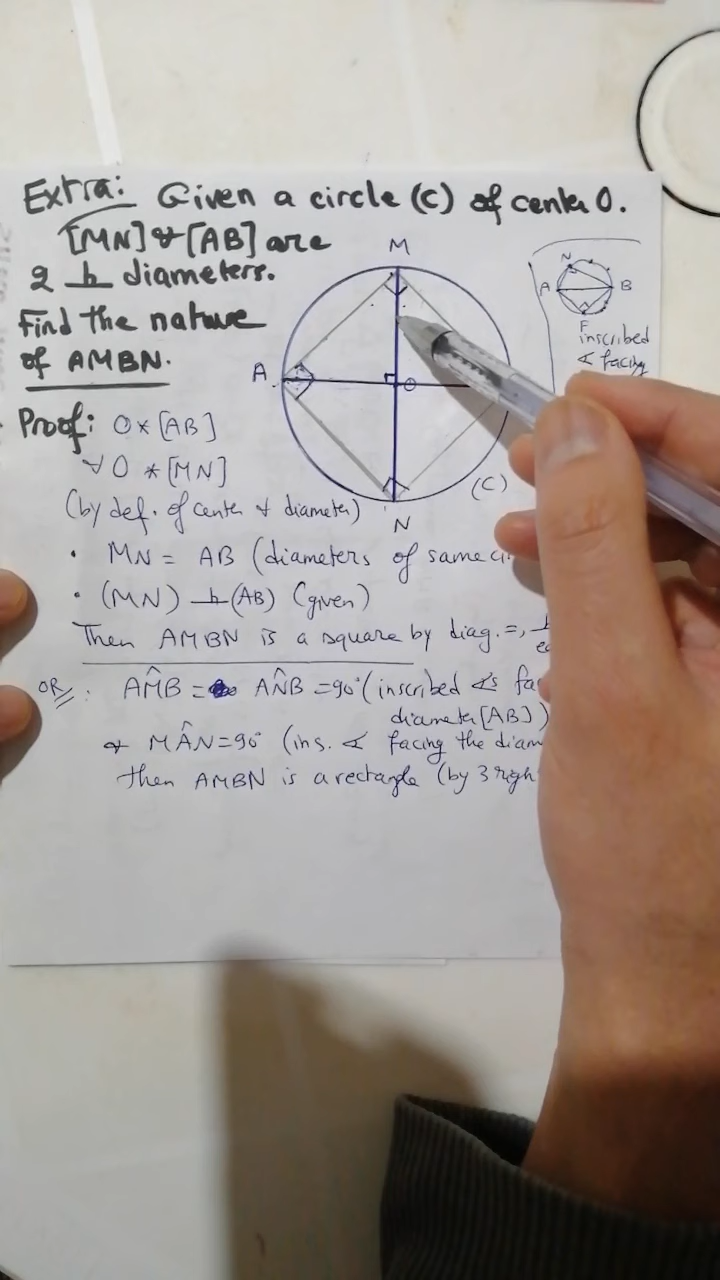 Extra: Given a circle (C) of center O.
[MN] & [AB] are
2 ⊥ diameters.
Find the nature
of AMBN.
M
A
O
N
(C)
N
A
B
F
inscribed
∢ facing
Proof: O * [AB]
& O * [MN]
(by def. of center & diameter)
• MN = AB (diameters of same
• (MN) ⊥ (AB) (given)
Then AMBN is a square by diag. =, ⊥
OR: AM̂B = AN̂B = 90° (inscribed ∢s
diameter [AB])
& MÂN = 90° (ins. ∢ facing the
then AMBN is a rectangle (by 3